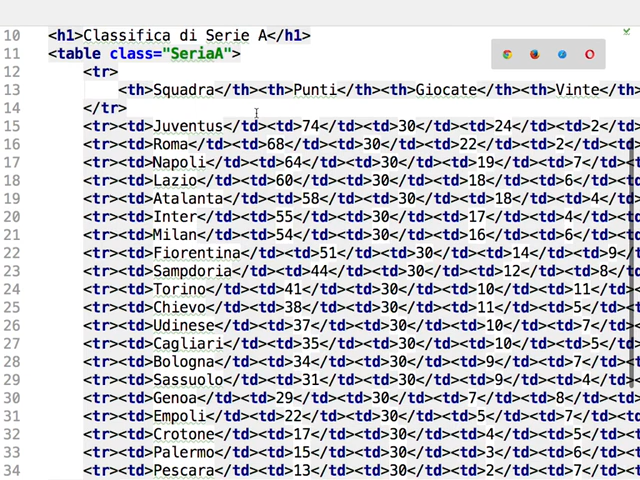 10 <h1>Classifica di Serie A</h1>
11 <table class="SeriaA">
12 <tr>
13 <th>Squadra</th><th>Punti</th><th>Giocate</th><th>Vinte</th>
14 </tr>
15 <tr><td>Juventus</td><td>74</td><td>30</td><td>24</td><td>2</td>
16 <tr><td>Roma</td><td>68</td><td>30</td><td>22</td><td>2</td>
17 <tr><td>Napoli</td><td>64</td><td>30</td><td>19</td><td>7</td>
18 <tr><td>Lazio</td><td>60</td><td>30</td><td>18</td><td>6</td>
19 <tr><td>Atalanta</td><td>58</td><td>30</td><td>18</td><td>4</td>
20 <tr><td>Inter</td><td>55</td><td>30</td><td>17</td><td>4</td>
21 <tr><td>Milan</td><td>54</td><td>30</td><td>16</td><td>6</td>
22 <tr><td>Fiorentina</td><td>51</td><td>30</td><td>14</td><td>9</
23 <tr><td>Sampdoria</td><td>44</td><td>30</td><td>12</td><td>8</t
24 <tr><td>Torino</td><td>41</td><td>30</td><td>10</td><td>11</td>
25 <tr><td>Chievo</td><td>38</td><td>30</td><td>11</td><td>5</td>
26 <tr><td>Udinese</td><td>37</td><td>30</td><td>10</td><td>7</td>
27 <tr><td>Cagliari</td><td>35</td><td>30</td><td>10</td><td>5</td
28 <tr><td>Bologna</td><td>34</td><td>30</td><td>9</td><td>7</td>
29 <tr><td>Sassuolo</td><td>31</td><td>30</td><td>9</td><td>4</td>
30 <tr><td>Genoa</td><td>29</td><td>30</td><td>7</td><td>8</td>
31 <tr><td>Empoli</td><td>22</td><td>30</td><td>5</td><td>7</td>
32 <tr><td>Crotone</td><td>17</td><td>30</td><td>4</td><td>5</td>
33 <tr><td>Palermo</td><td>15</td><td>30</td><td>3</td><td>6</td>
34 <tr><td>Pescara</td><td>13</td><td>30</td><td>2</td><td>7</td>